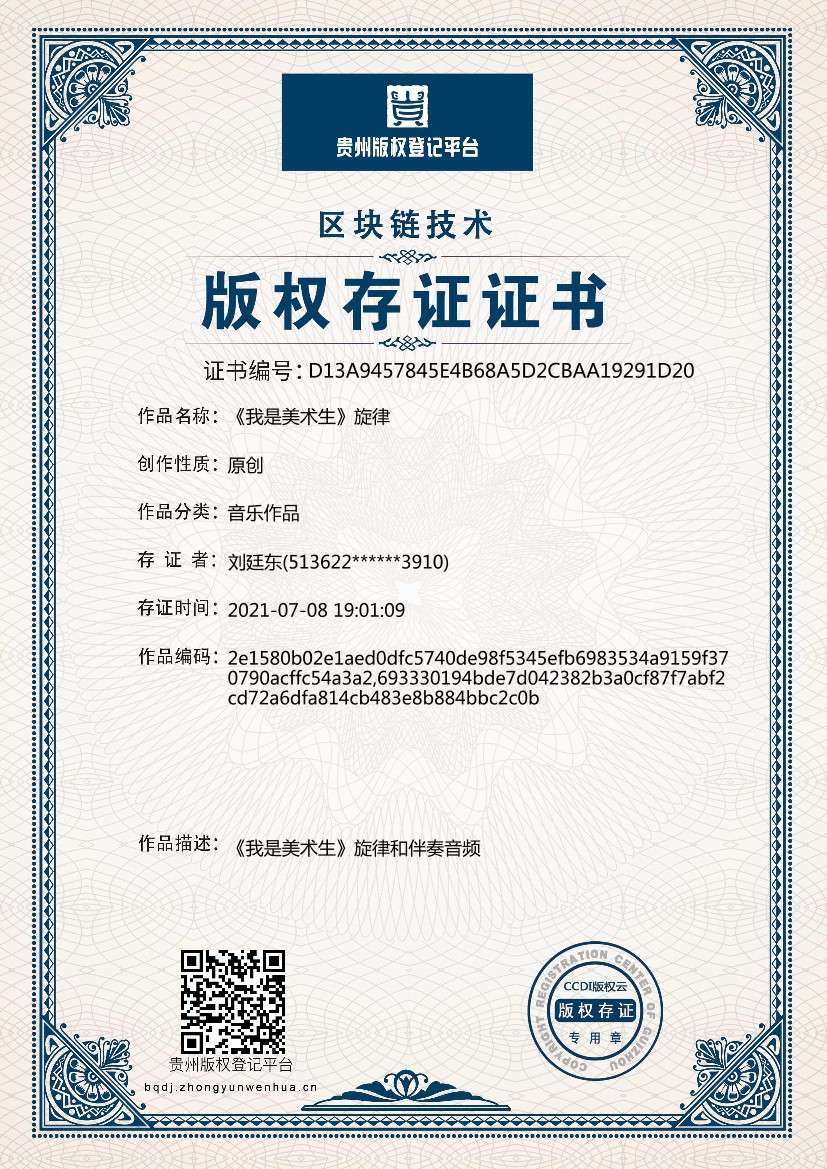 贵州版权登记平台
区块链技术
版权存证证书
证书编号：D13A9457845E4B68A5D2CBAA19291D20
作品名称：《我是美术生》旋律
创作性质：原创
作品分类：音乐作品
存 证 者：刘廷东(513622******3910)
存证时间：2021-07-08 19:01:09
作品编码：2e1580b02e1aed0dfc5740de98f5345efb6983534a9159f37
0790acffc54a3a2,693330194bde7d042382b3a0cf87f7abf2
cd72a6dfa814cb483e8b884bbc2c0b
作品描述：《我是美术生》旋律和伴奏音频
贵州版权登记平台
bqdj.zhongyunwenhua.cn
COPYRIGHT REGISTRATION CENTER OF GUIZHOU
CCDI版权云
版权存证
专用章